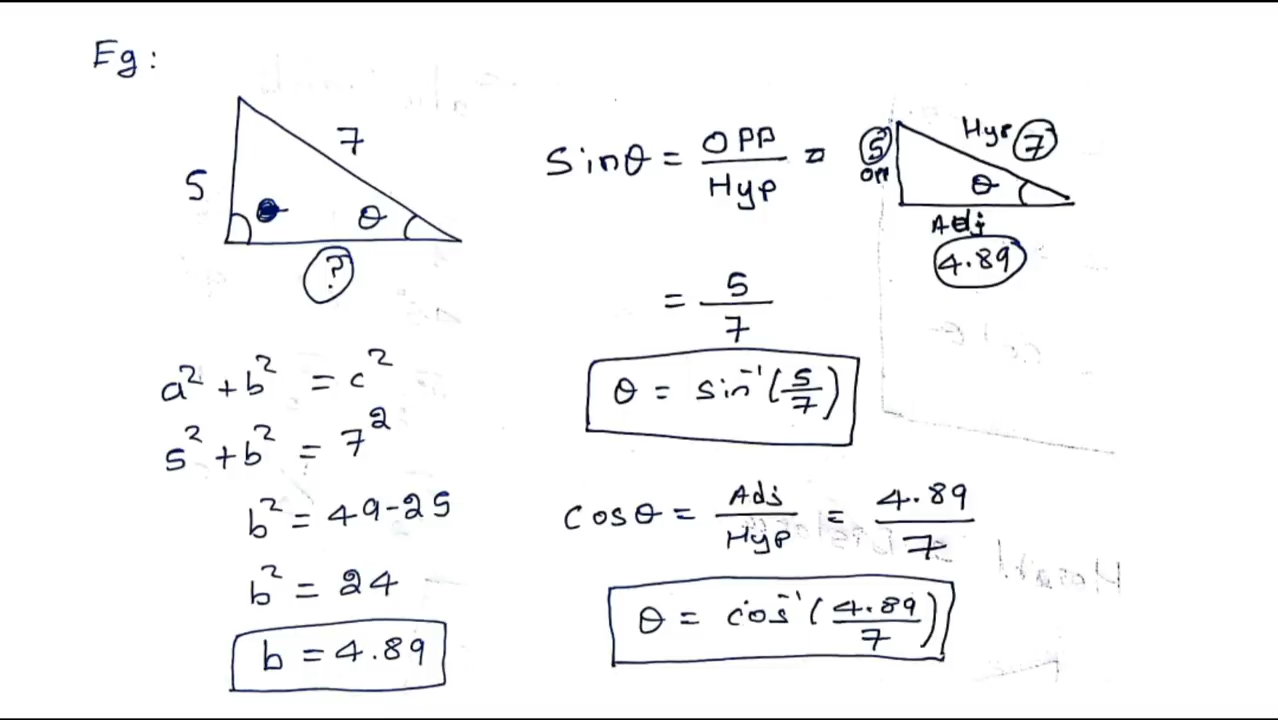 Eg:
7
5
θ
?
a² + b² = c²
5² + b² = 7²
b² = 49-25
b² = 24
b = 4.89
Sinθ = OPP/Hyp =
Hyp 7
5
OPP
θ
Adj
4.89
= 5/7
θ = sin⁻¹(5/7)
cosθ = Adj/Hyp = 4.89/7
θ = cos⁻¹(4.89/7)